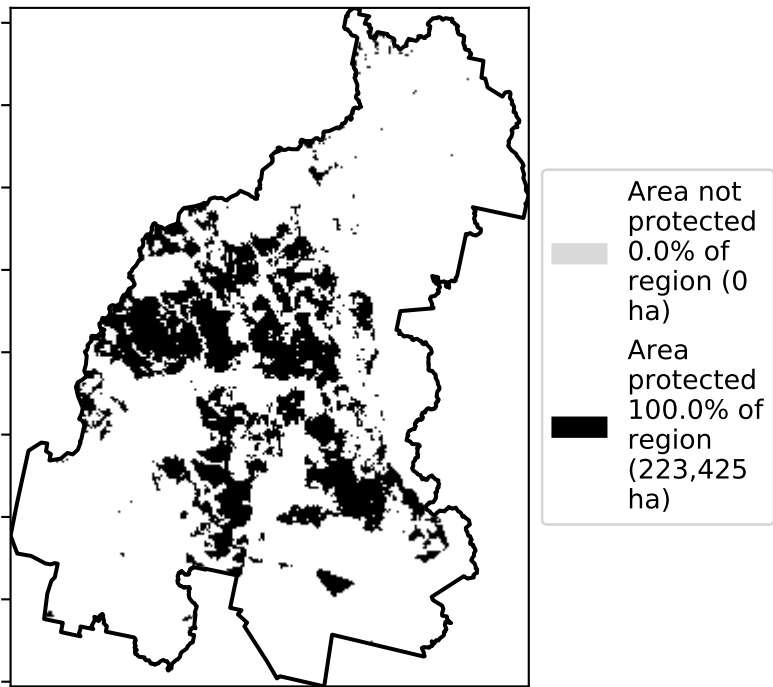 Area not
protected
0.0% of
region (0
ha)
Area
protected
100.0% of
region
(223,425
ha)